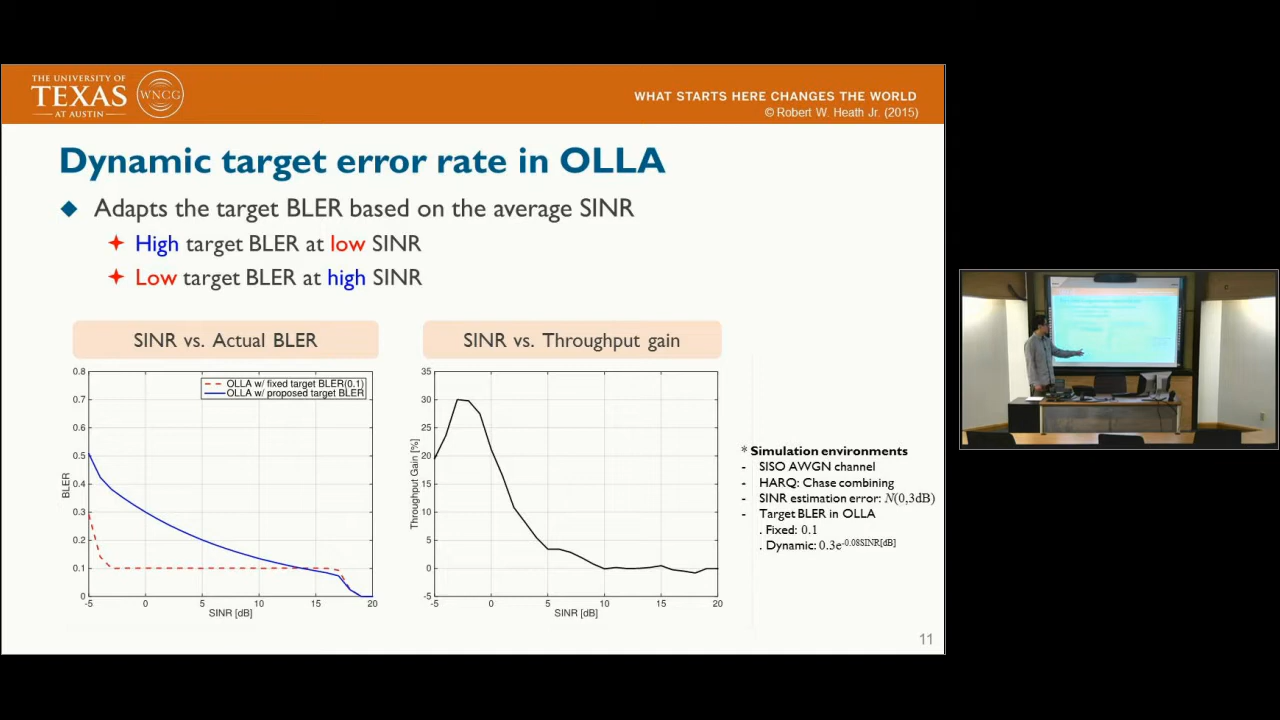 THE UNIVERSITY OF
TEXAS
AT AUSTIN
WNCG
WHAT STARTS HERE CHANGES THE WORLD
© Robert W. Heath Jr. (2015)
Dynamic target error rate in OLLA
Adapts the target BLER based on the average SINR
High target BLER at low SINR
Low target BLER at high SINR
SINR vs. Actual BLER
0.8
0.7
0.6
0.5
0.4
0.3
0.2
0.1
0
BLER
OLLA w/ fixed target BLER(0.1)
OLLA w/ proposed target BLER
-5 0 5 10 15 20
SINR [dB]
SINR vs. Throughput gain
35
30
25
20
15
10
5
0
-5
Throughput Gain [%]
-5 0 5 10 15 20
SINR [dB]
* Simulation environments
- SISO AWGN channel
- HARQ: Chase combining
- SINR estimation error: N(0,3dB)
- Target BLER in OLLA
. Fixed: 0.1
. Dynamic: 0.3e-0.08SINR[dB]
11